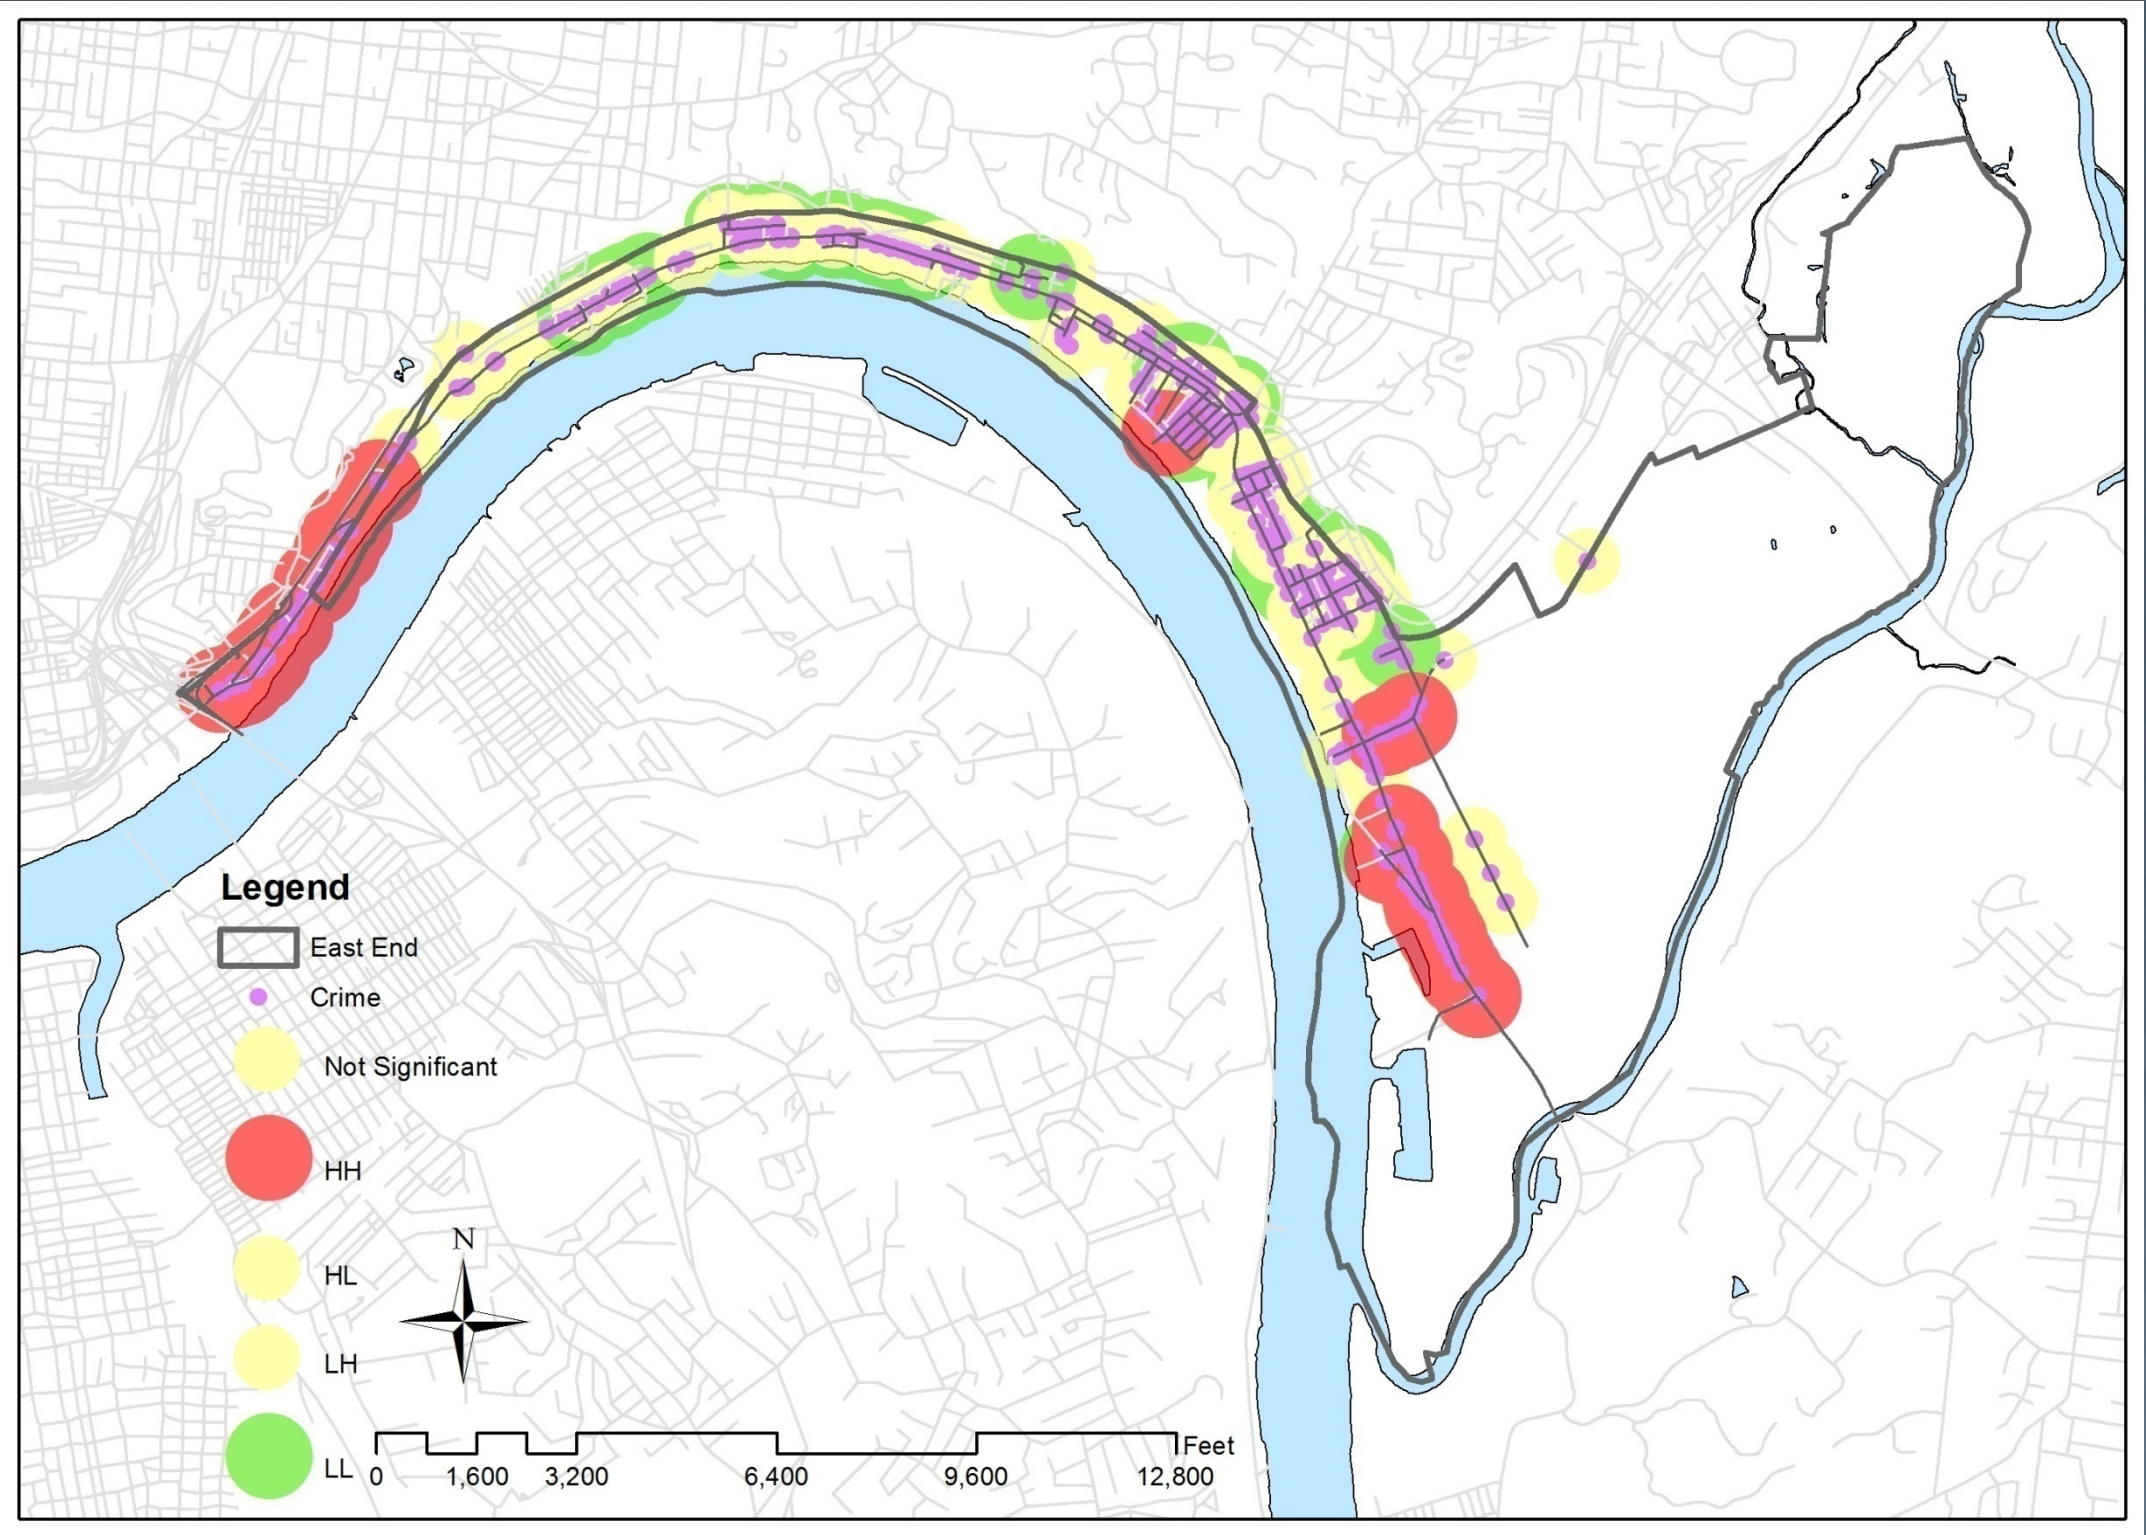 Legend
East End
Crime
Not Significant
HH
HL
LH
LL
N
Feet
0 1,600 3,200 6,400 9,600 12,800